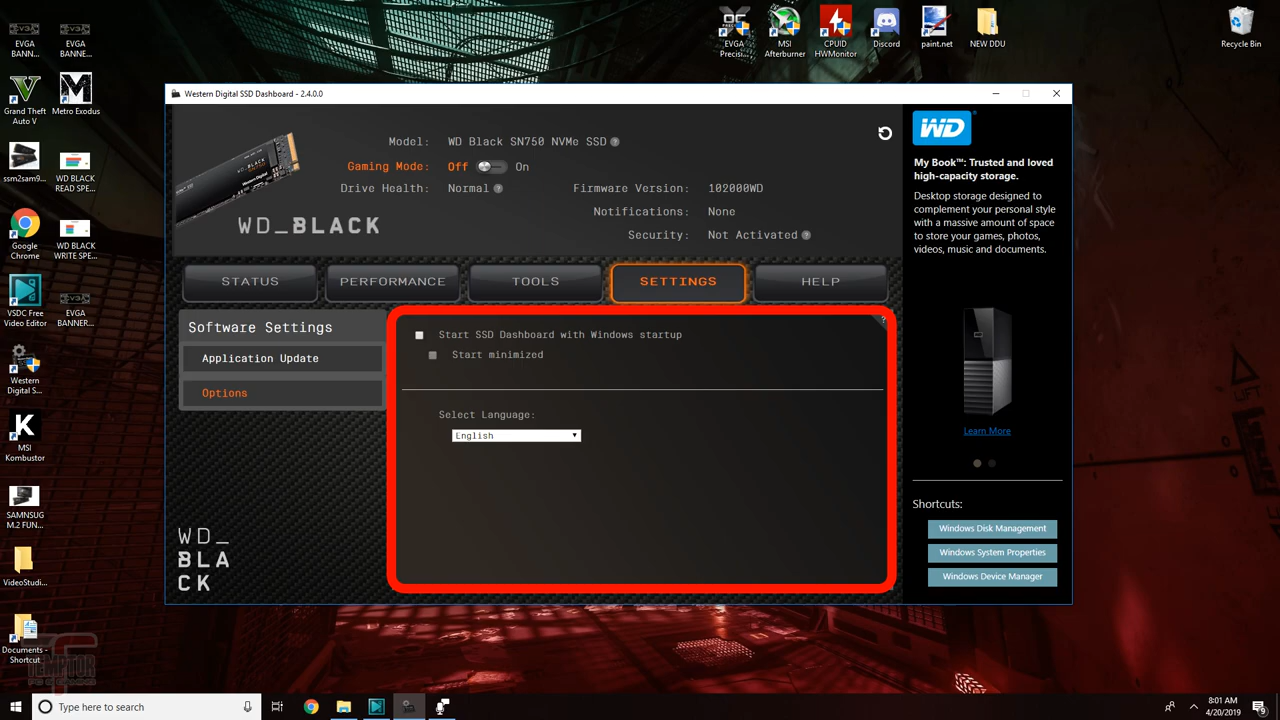 EVGA
BANN...
EVGA
BANNE...
EVGA
Precisi...
MSI
Afterburner
CPUID
HWMonitor
Discord
paint.net
NEW DDU
Recycle Bin
Grand Theft
Auto V
Metro Exodus
ssm2sam9...
WD BLACK
READ SPE...
Google
Chrome
WD BLACK
WRITE SPE...
VSDC Free
Video Editor
EVGA
BANNER...
Western
Digital S...
MSI
Kombustor
SAMNSUG
M.2 FUN...
VideoStudi...
Documents -
Shortcut
TEMPTOR
PC & GAMING
Western Digital SSD Dashboard - 2.4.0.0
Model: WD Black SN750 NVMe SSD ?
Gaming Mode: Off On
Drive Health: Normal ? Firmware Version: 102000WD
Notifications: None
Security: Not Activated ?
WD_BLACK
STATUS PERFORMANCE TOOLS SETTINGS HELP
Software Settings
Application Update
Options
?
Start SSD Dashboard with Windows startup
Start minimized
Select Language:
English
WD_
BLA
CK
WD
My Book™: Trusted and loved
high-capacity storage.
Desktop storage designed to
complement your personal style
with a massive amount of space
to store your games, photos,
videos, music and documents.
Learn More
Shortcuts:
Windows Disk Management
Windows System Properties
Windows Device Manager
Type here to search
8:01 AM
4/20/2019
9